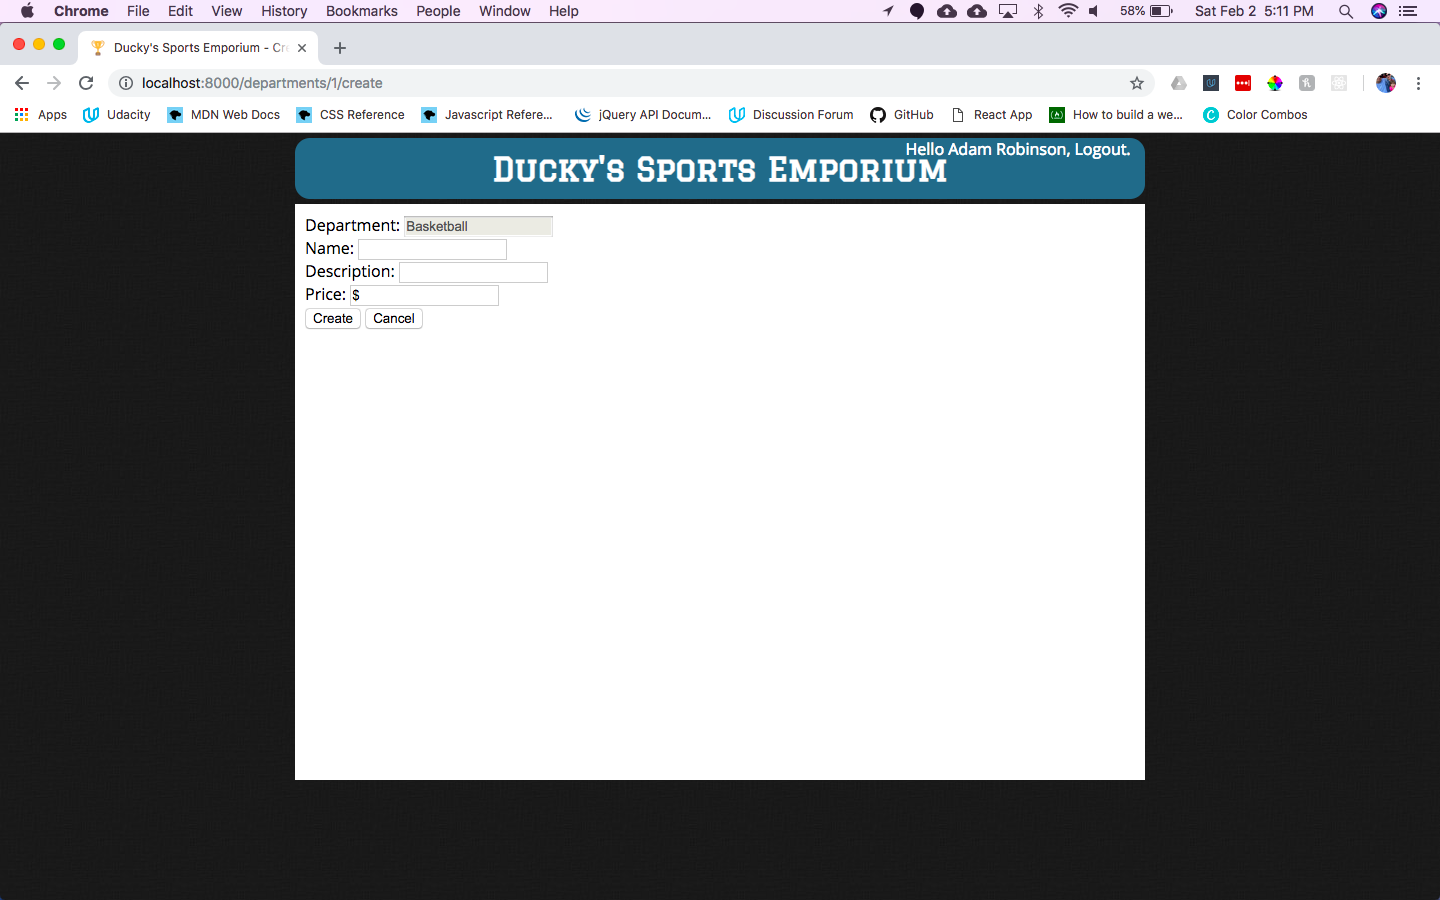 Chrome File Edit View History Bookmarks People Window Help 58% Sat Feb 2 5:11 PM
Ducky's Sports Emporium - Cre
localhost:8000/departments/1/create
Apps Udacity MDN Web Docs CSS Reference Javascript Refere... jQuery API Docum... Discussion Forum GitHub React App How to build a we... Color Combos
Hello Adam Robinson, Logout.
Ducky's Sports Emporium
Department: Basketball
Name:
Description:
Price: $
Create Cancel